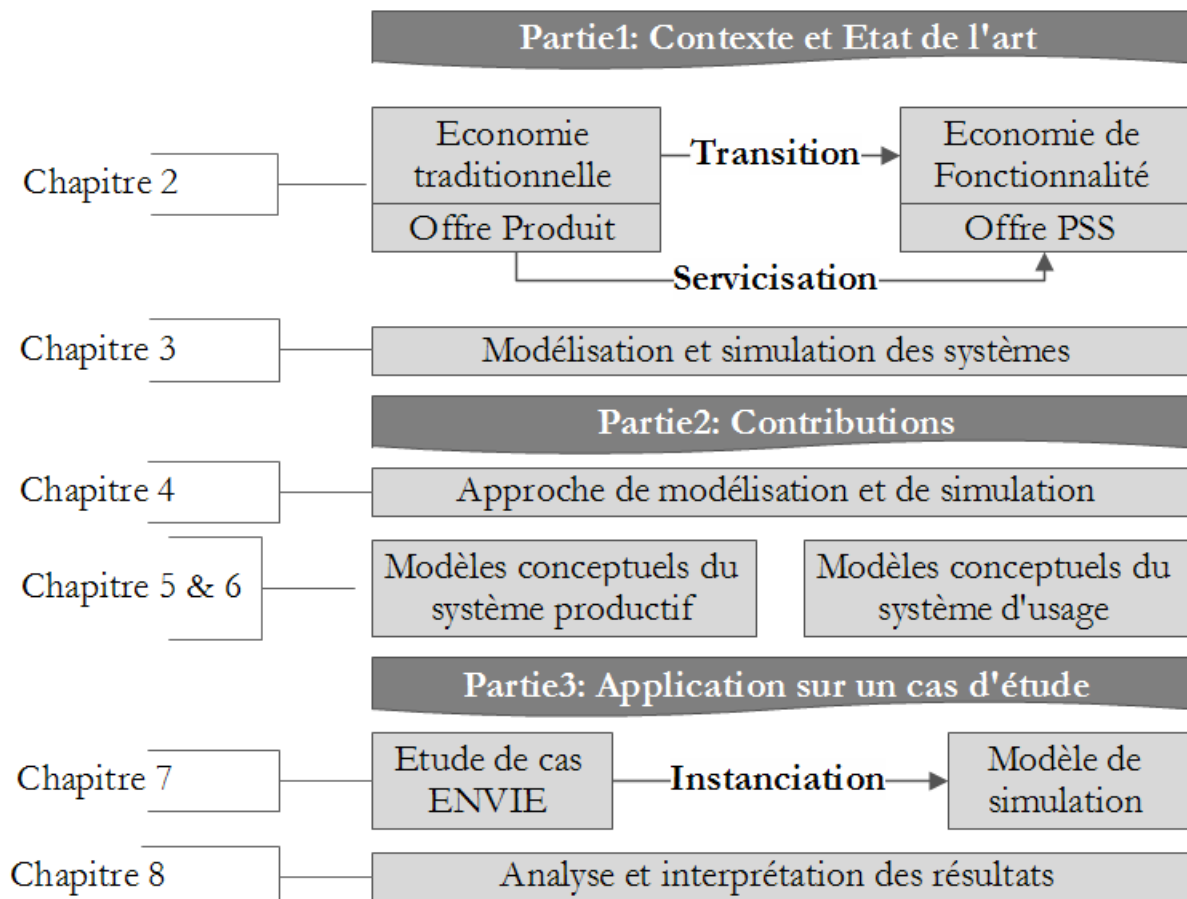 Partie1: Contexte et Etat de l'art
Chapitre 2
Economie
traditionnelle
Offre Produit
Transition
Economie de
Fonctionnalité
Offre PSS
Servicisation
Chapitre 3
Modélisation et simulation des systèmes
Partie2: Contributions
Chapitre 4
Approche de modélisation et de simulation
Chapitre 5 & 6
Modèles conceptuels du
système productif
Modèles conceptuels du
système d'usage
Partie3: Application sur un cas d'étude
Chapitre 7
Etude de cas
ENVIE
Instanciation
Modèle de
simulation
Chapitre 8
Analyse et interprétation des résultats